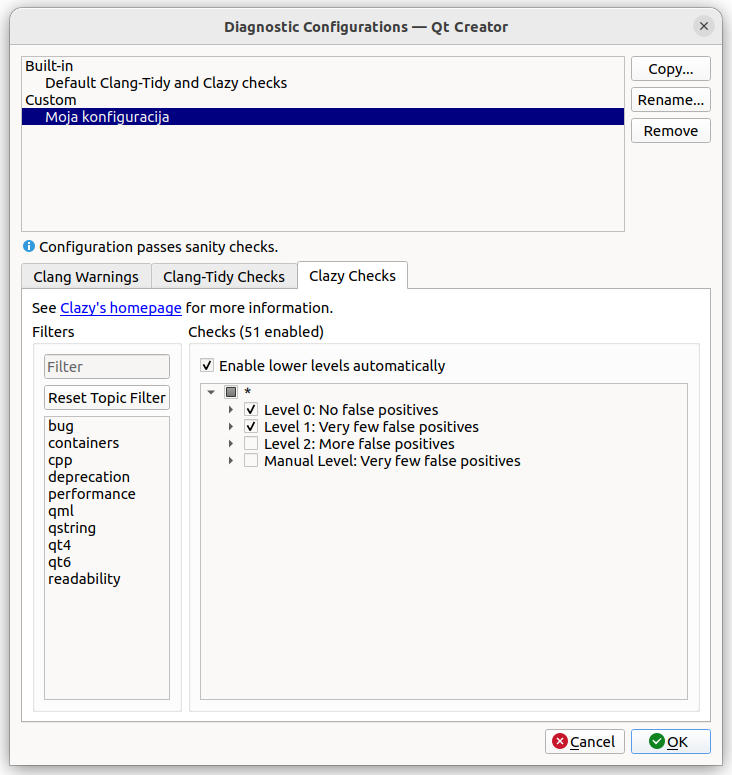 Diagnostic Configurations — Qt Creator
Built-in
Default Clang-Tidy and Clazy checks
Custom
Moja konfiguracija
Copy...
Rename...
Remove
Configuration passes sanity checks.
Clang Warnings
Clang-Tidy Checks
Clazy Checks
See Clazy's homepage for more information.
Filters
Filter
Reset Topic Filter
bug
containers
cpp
deprecation
performance
qml
qstring
qt4
qt6
readability
Checks (51 enabled)
Enable lower levels automatically
*
Level 0: No false positives
Level 1: Very few false positives
Level 2: More false positives
Manual Level: Very few false positives
Cancel
OK